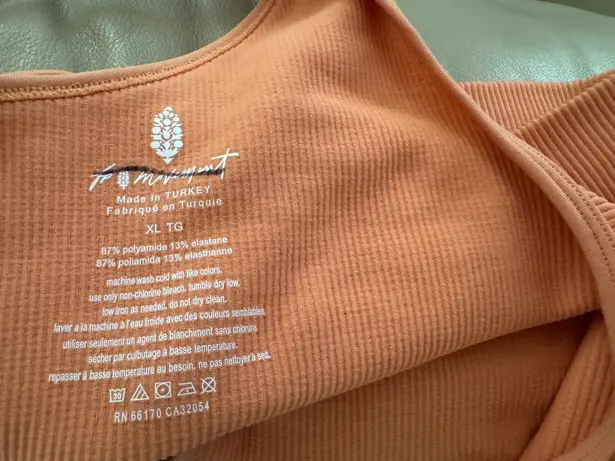 fp movement
Made In TURKEY
Fabriqué en Turquie
XL TG
87% polyamide 13% elastane
87% poliamida 13% elasthanne
machine wash cold with like colors,
use only non-chlorine bleach, tumble dry low,
low iron as needed, do not dry clean.
laver a la machine à l'eau froide avec des couleurs semblables.
utiliser seulement un agent de blanchiment sans chlorure.
sécher par culbutage à basse temperature.
repasser à basse température au besoin, ne pas nettoyer à sec.
30
RN 66170 CA32054